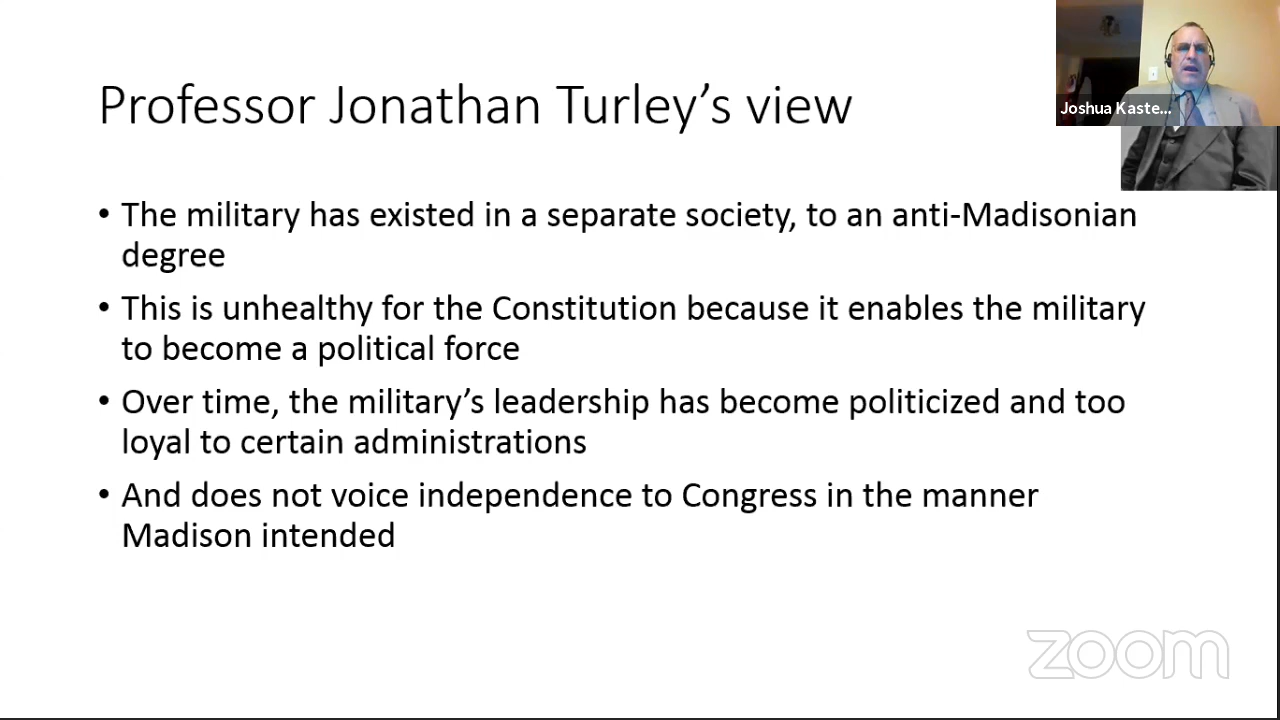 Professor Jonathan Turley’s view
Joshua Kaste...
• The military has existed in a separate society, to an anti-Madisonian
degree
• This is unhealthy for the Constitution because it enables the military
to become a political force
• Over time, the military’s leadership has become politicized and too
loyal to certain administrations
• And does not voice independence to Congress in the manner
Madison intended
zoom